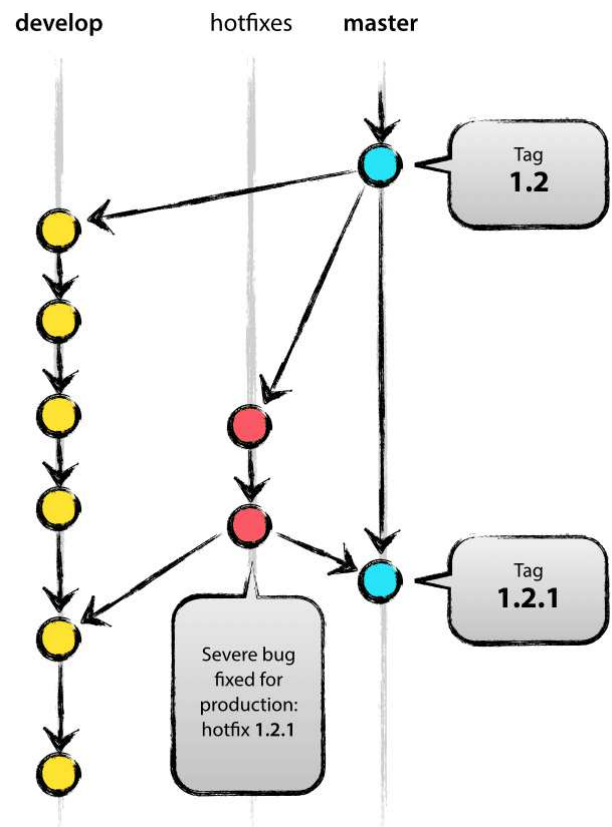 develop
hotfixes
master
Tag
1.2
Tag
1.2.1
Severe bug
fixed for
production:
hotfix 1.2.1